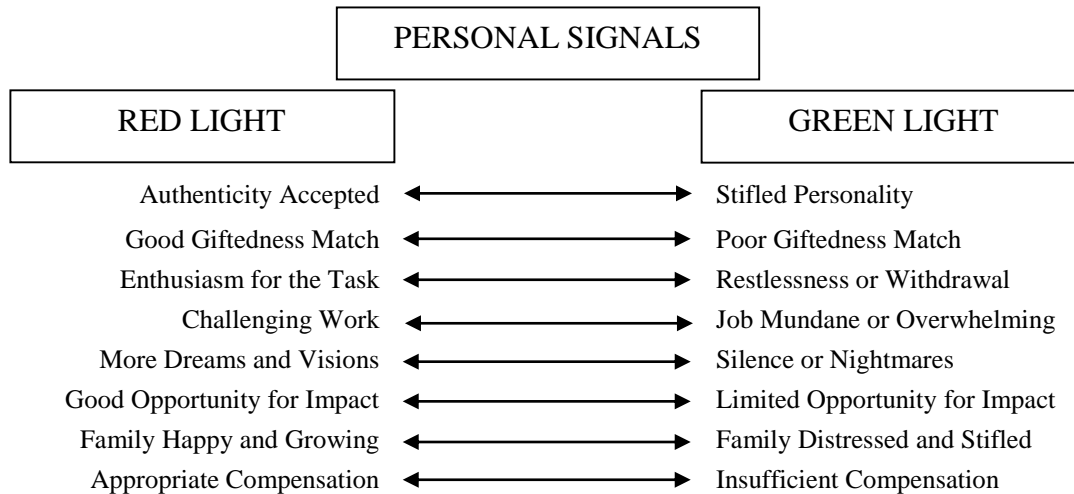 PERSONAL SIGNALS
RED LIGHT GREEN LIGHT
Authenticity Accepted Stifled Personality
Good Giftedness Match Poor Giftedness Match
Enthusiasm for the Task Restlessness or Withdrawal
Challenging Work Job Mundane or Overwhelming
More Dreams and Visions Silence or Nightmares
Good Opportunity for Impact Limited Opportunity for Impact
Family Happy and Growing Family Distressed and Stifled
Appropriate Compensation Insufficient Compensation